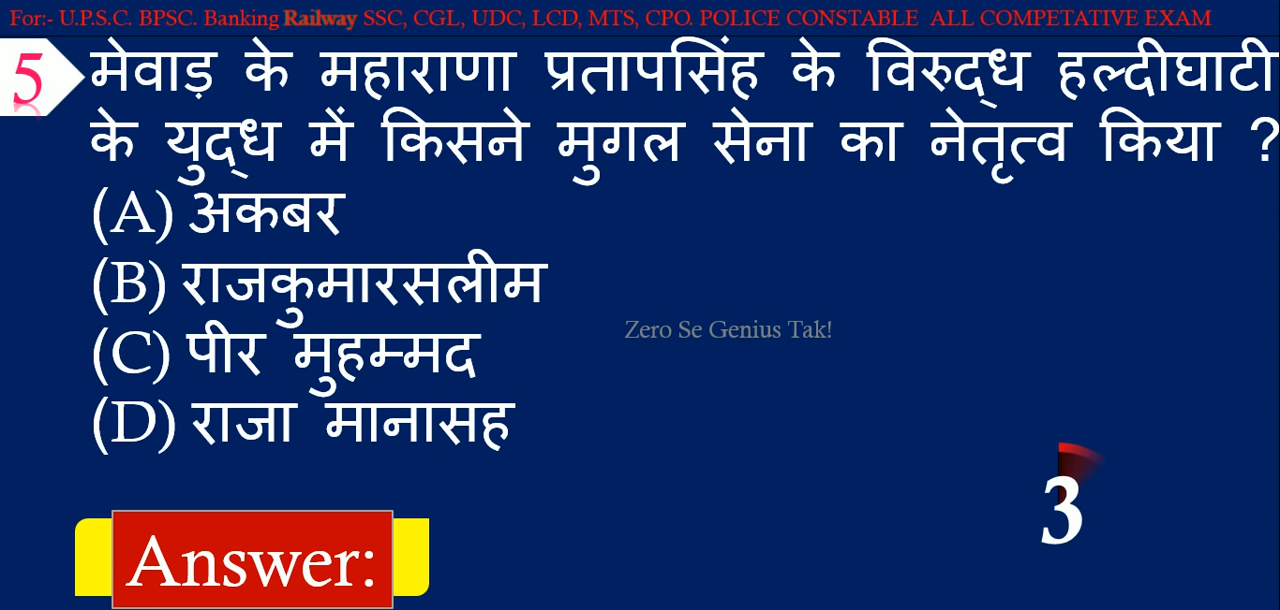 For:- U.P.S.C. BPSC. Banking Railway SSC, CGL, UDC, LCD, MTS, CPO. POLICE CONSTABLE ALL COMPETATIVE EXAM
5 मेवाड़ के महाराणा प्रतापसिंह के विरुद्ध हल्दीघाटी
के युद्ध में किसने मुगल सेना का नेतृत्व किया ?
(A) अकबर
(B) राजकुमारसलीम
(C) पीर मुहम्मद
(D) राजा मानासह
Zero Se Genius Tak!
3
Answer: